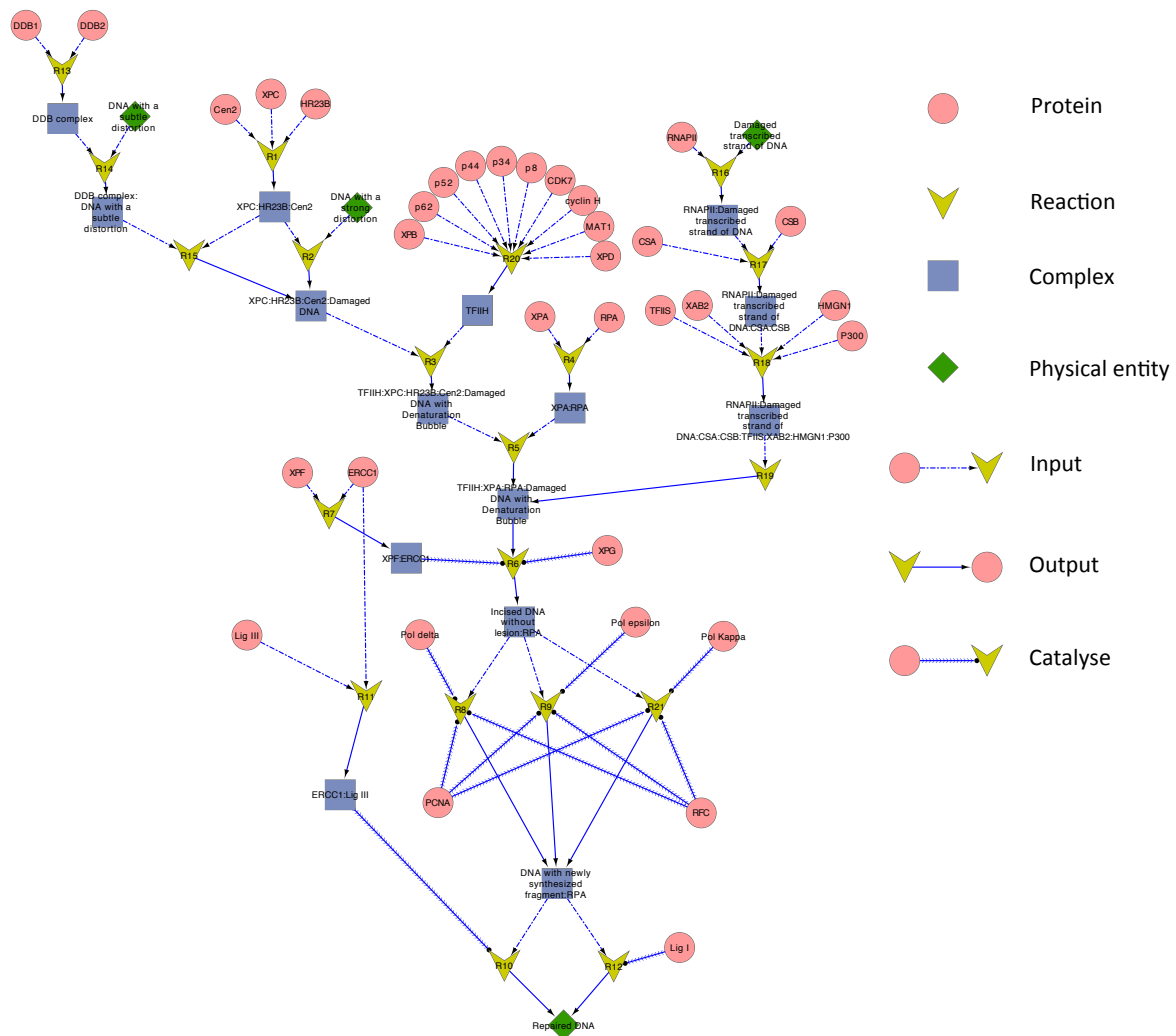 DDB1
DDB2
R13
DDB complex
DNA with a
subtle
distortion
R14
DDB complex:
DNA with a
subtle
distortion
Cen2
XPC
HR23B
R1
XPC:HR23B:Cen2
DNA with a
strong
distortion
R15
R2
XPC:HR23B:Cen2:Damaged
DNA
XPB
p62
p52
p44
p34
p8
CDK7
cyclin H
MAT1
XPD
R20
TFIIH
R3
XPA
RPA
R4
XPA:RPA
TFIIH:XPC:HR23B:Cen2:Damaged
DNA with
Denaturation
Bubble
R5
RNAPII
Damaged
transcribed
strand of DNA
R16
RNAPII:Damaged
transcribed
strand of DNA
CSA
CSB
R17
RNAPII:Damaged
transcribed
strand of
DNA:CSA:CSB
TFIIS
XAB2
HMGN1
P300
R18
RNAPII:Damaged
transcribed
strand of
DNA:CSA:CSB:TFIIS:XAB2:HMGN1:P300
R19
TFIIH:XPA:RPA:Damaged
DNA with
Denaturation
Bubble
XPF
ERCC1
R7
XPF:ERCC1
R6
XPG
Incised DNA
without
lesion:RPA
Lig III
R11
Pol delta
Pol epsilon
Pol Kappa
R8
R9
R21
ERCC1:Lig III
PCNA
RFC
DNA with newly
synthesized
fragment:RPA
R10
R12
Lig I
Repaired DNA
Protein
Reaction
Complex
Physical entity
Input
Output
Catalyse